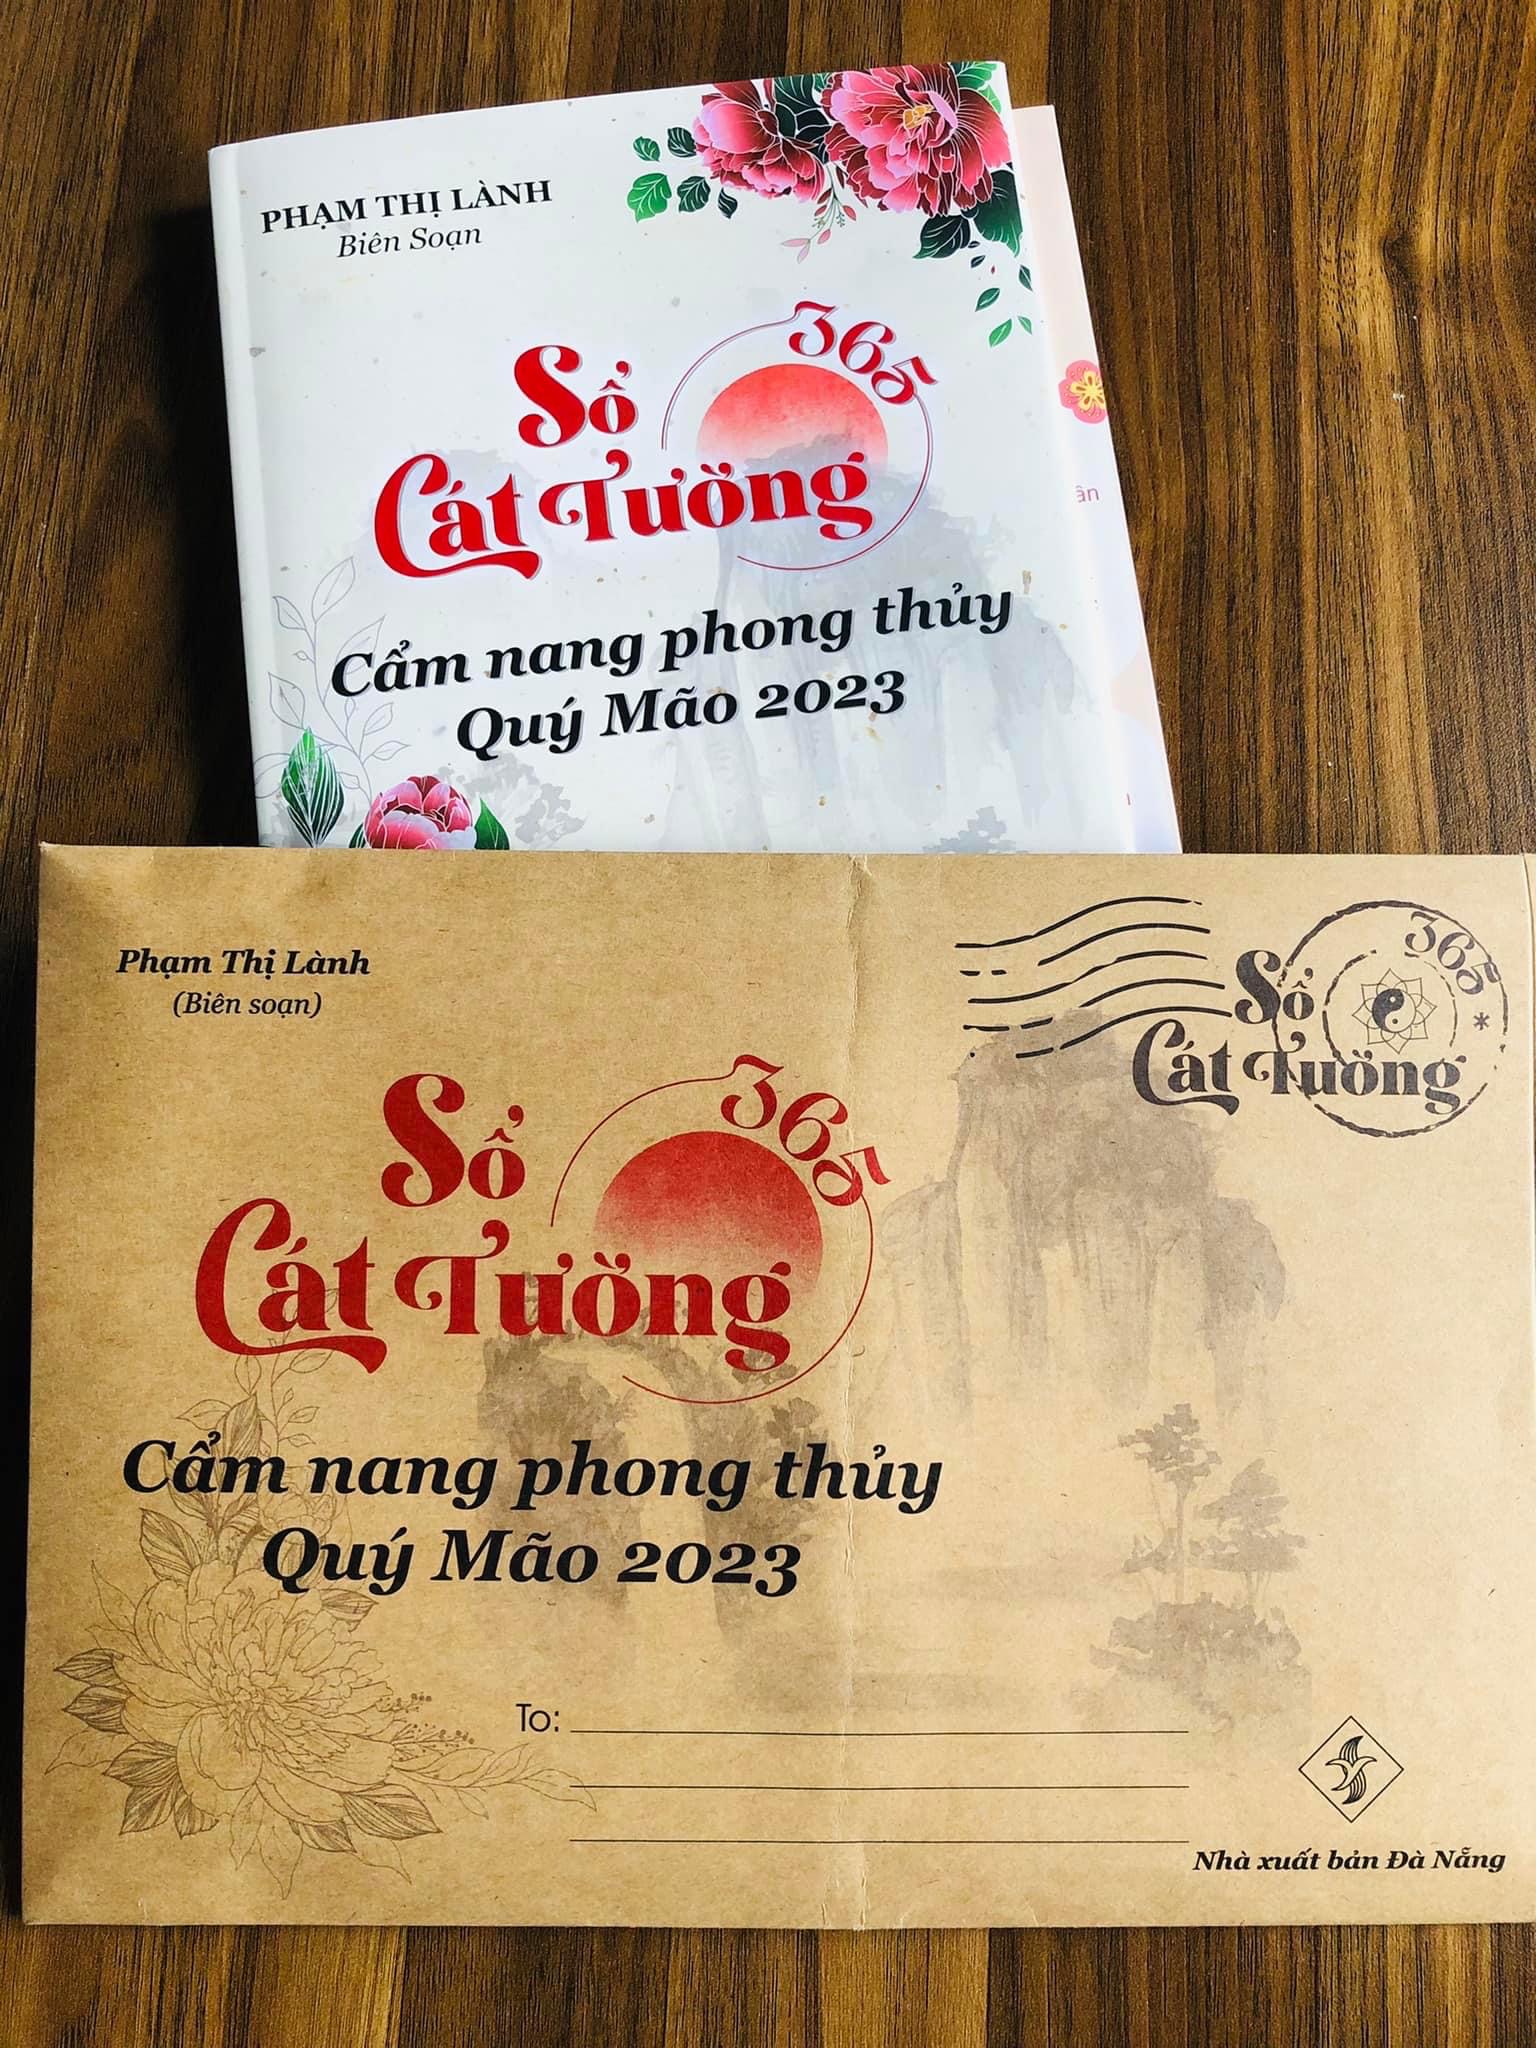 PHẠM THỊ LÀNH
Biên Soạn
365
Sổ
Cát Tường
Cẩm nang phong thủy
Quý Mão 2023
ân
Phạm Thị Lành
(Biên soạn)
365
Sổ
Cát Tường
365
Sổ
Cát Tường
Cẩm nang phong thủy
Quý Mão 2023
To:
Nhà xuất bản Đà Nẵng